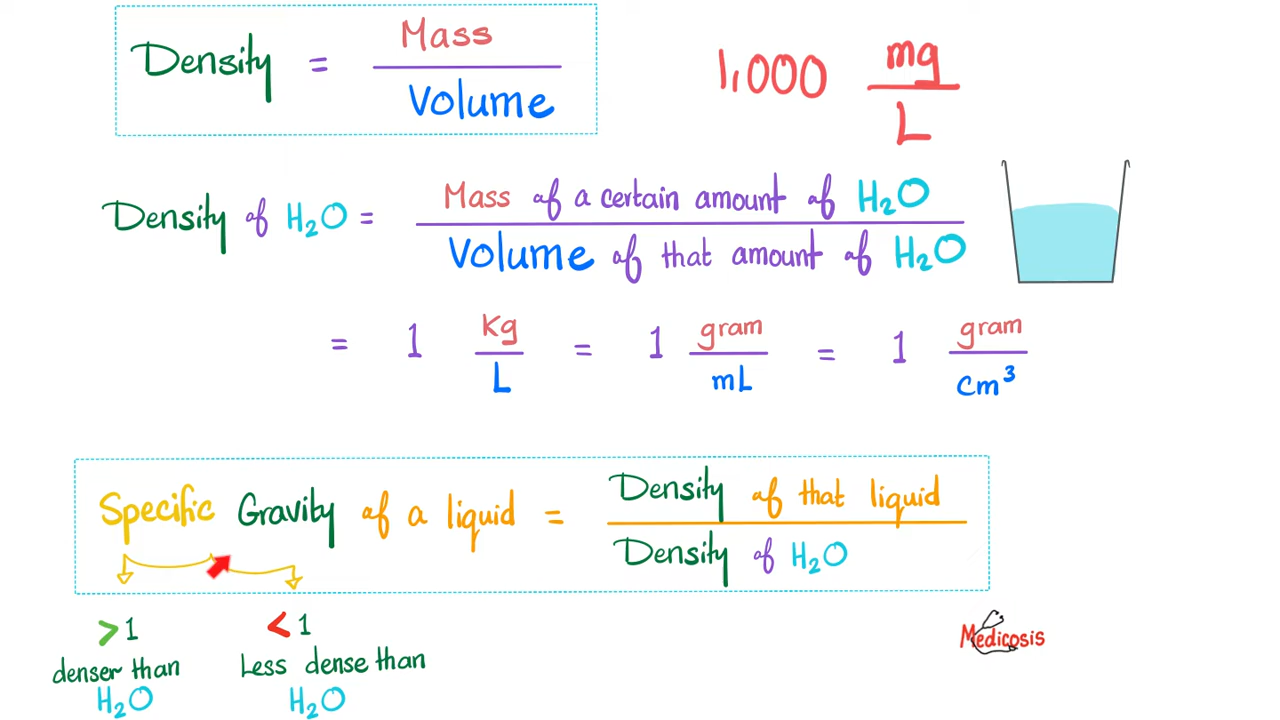 Density = Mass / Volume
1,000 mg / L
Density of H₂O = Mass of a certain amount of H₂O / Volume of that amount of H₂O
= 1 Kg / L = 1 gram / mL = 1 gram / cm³
Specific Gravity of a liquid = Density of that liquid / Density of H₂O
> 1
denser than
H₂O
< 1
Less dense than
H₂O
Medicosis